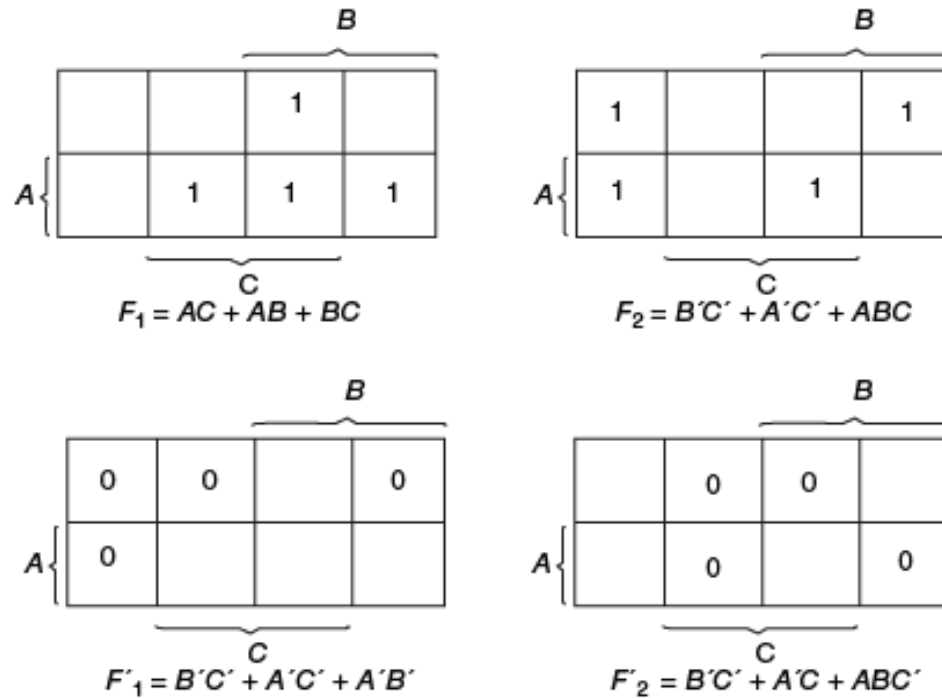 B B
1 1 1
A 1 1 1 A 1 1
C C
F₁ = AC + AB + BC F₂ = B′C′ + A′C′ + ABC
B B
0 0 0 0 0
A 0 A 0 0
C C
F′₁ = B′C′ + A′C′ + A′B′ F′₂ = B′C′ + A′C + ABC′